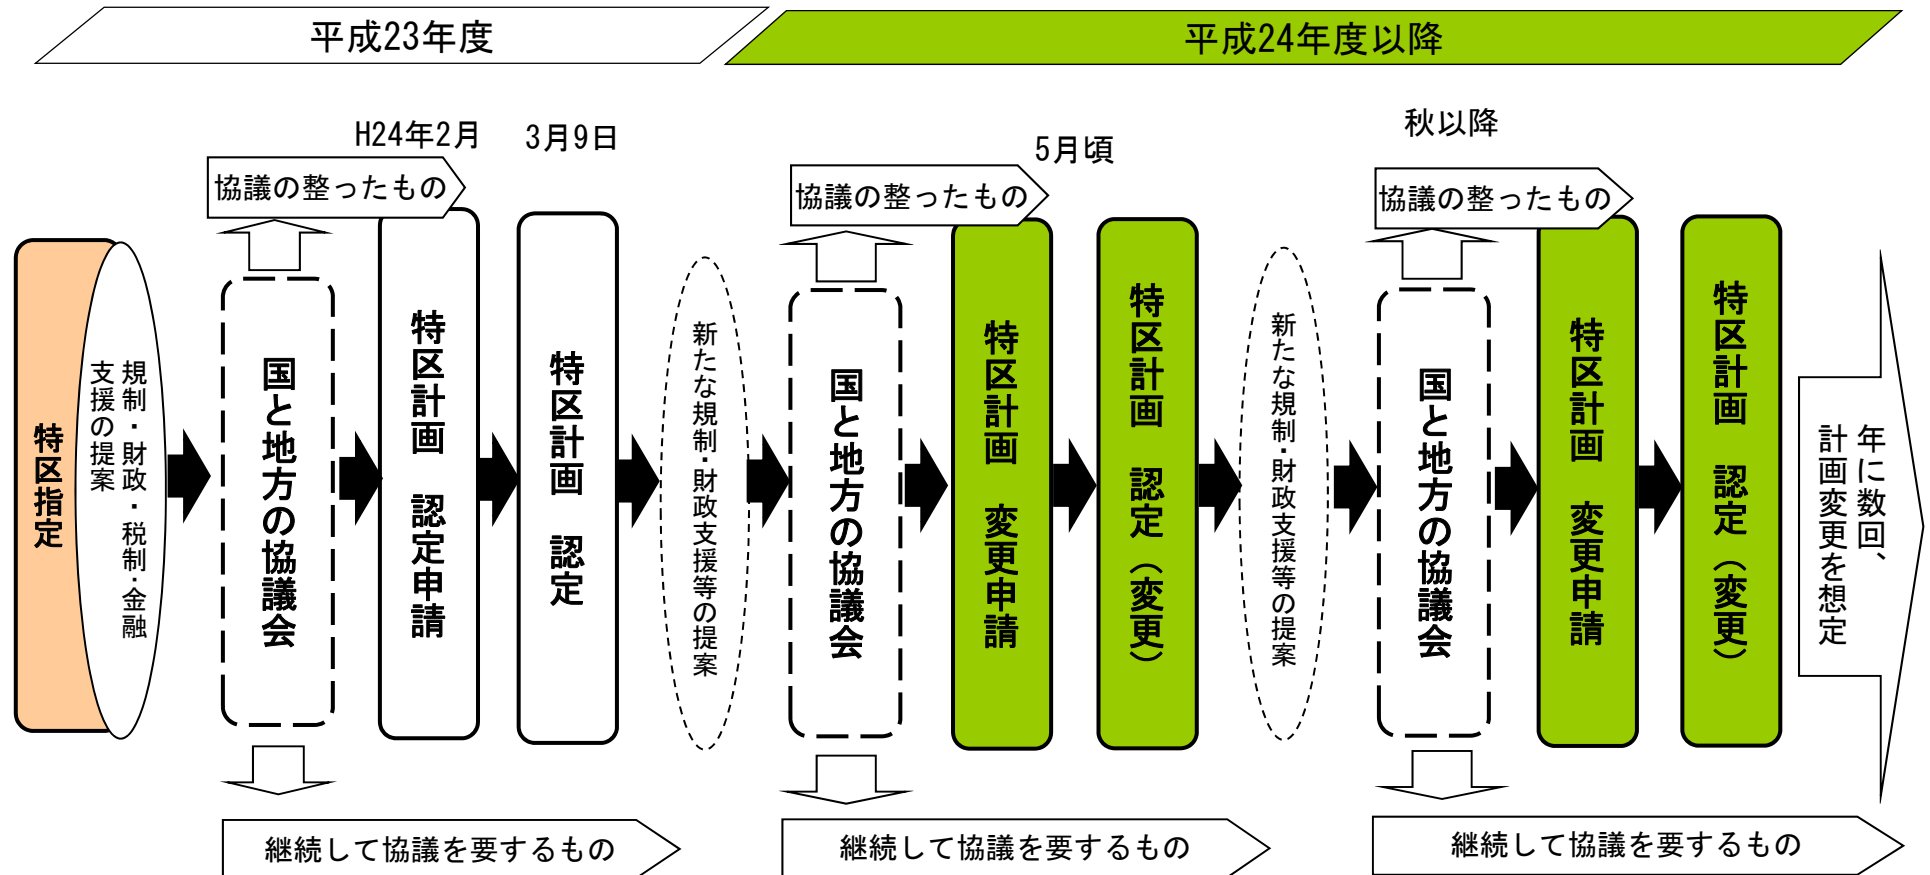 平成23年度
平成24年度以降
H24年2月
3月9日
5月頃
秋以降
協議の整ったもの
協議の整ったもの
協議の整ったもの
特区指定
規制・財政・税制・金融
支援の提案
国と地方の協議会
特区計画　認定申請
特区計画　認定
新たな規制・財政支援等の提案
国と地方の協議会
特区計画　変更申請
特区計画　認定（変更）
新たな規制・財政支援等の提案
国と地方の協議会
特区計画　変更申請
特区計画　認定（変更）
年に数回、
計画変更を想定
継続して協議を要するもの
継続して協議を要するもの
継続して協議を要するもの